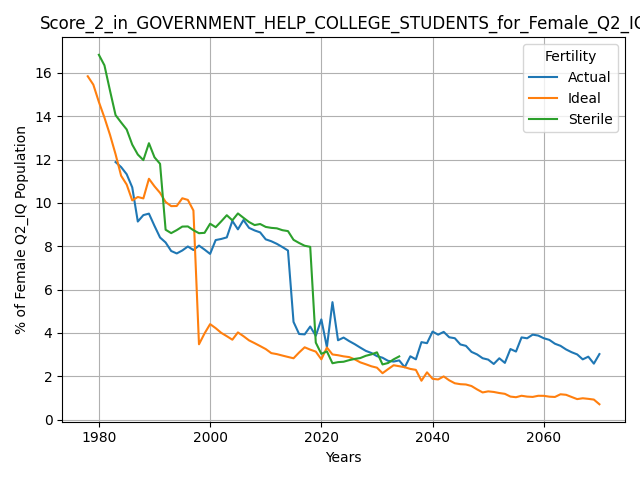 Score_2_in_GOVERNMENT_HELP_COLLEGE_STUDENTS_for_Female_Q2_IQ
Fertility
Actual
Ideal
Sterile
% of Female Q2_IQ Population
16
14
12
10
8
6
4
2
0
1980
2000
2020
2040
2060
Years